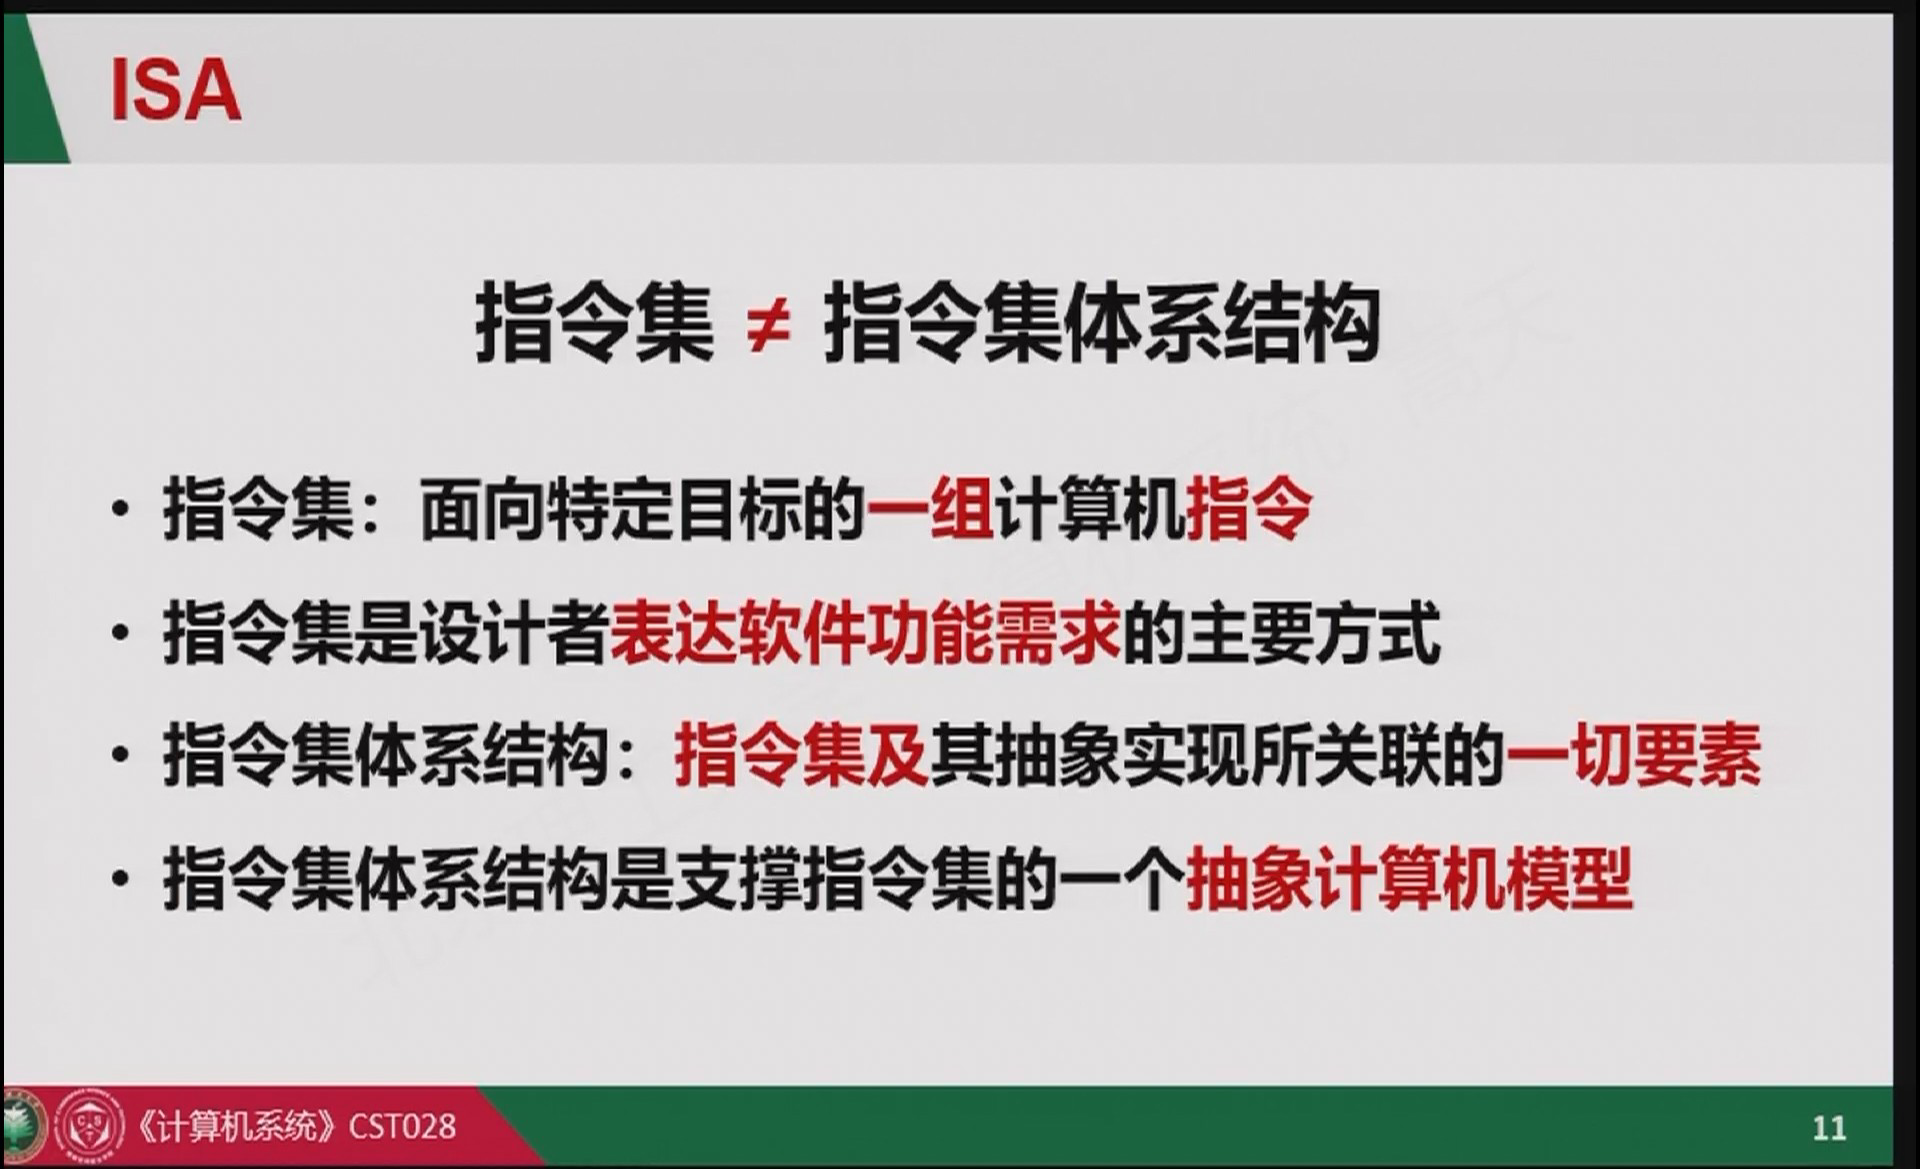 ISA
指令集 ≠ 指令集体系结构
• 指令集：面向特定目标的一组计算机指令
• 指令集是设计者表达软件功能需求的主要方式
• 指令集体系结构：指令集及其抽象实现所关联的一切要素
• 指令集体系结构是支撑指令集的一个抽象计算机模型
《计算机系统》CST028
11